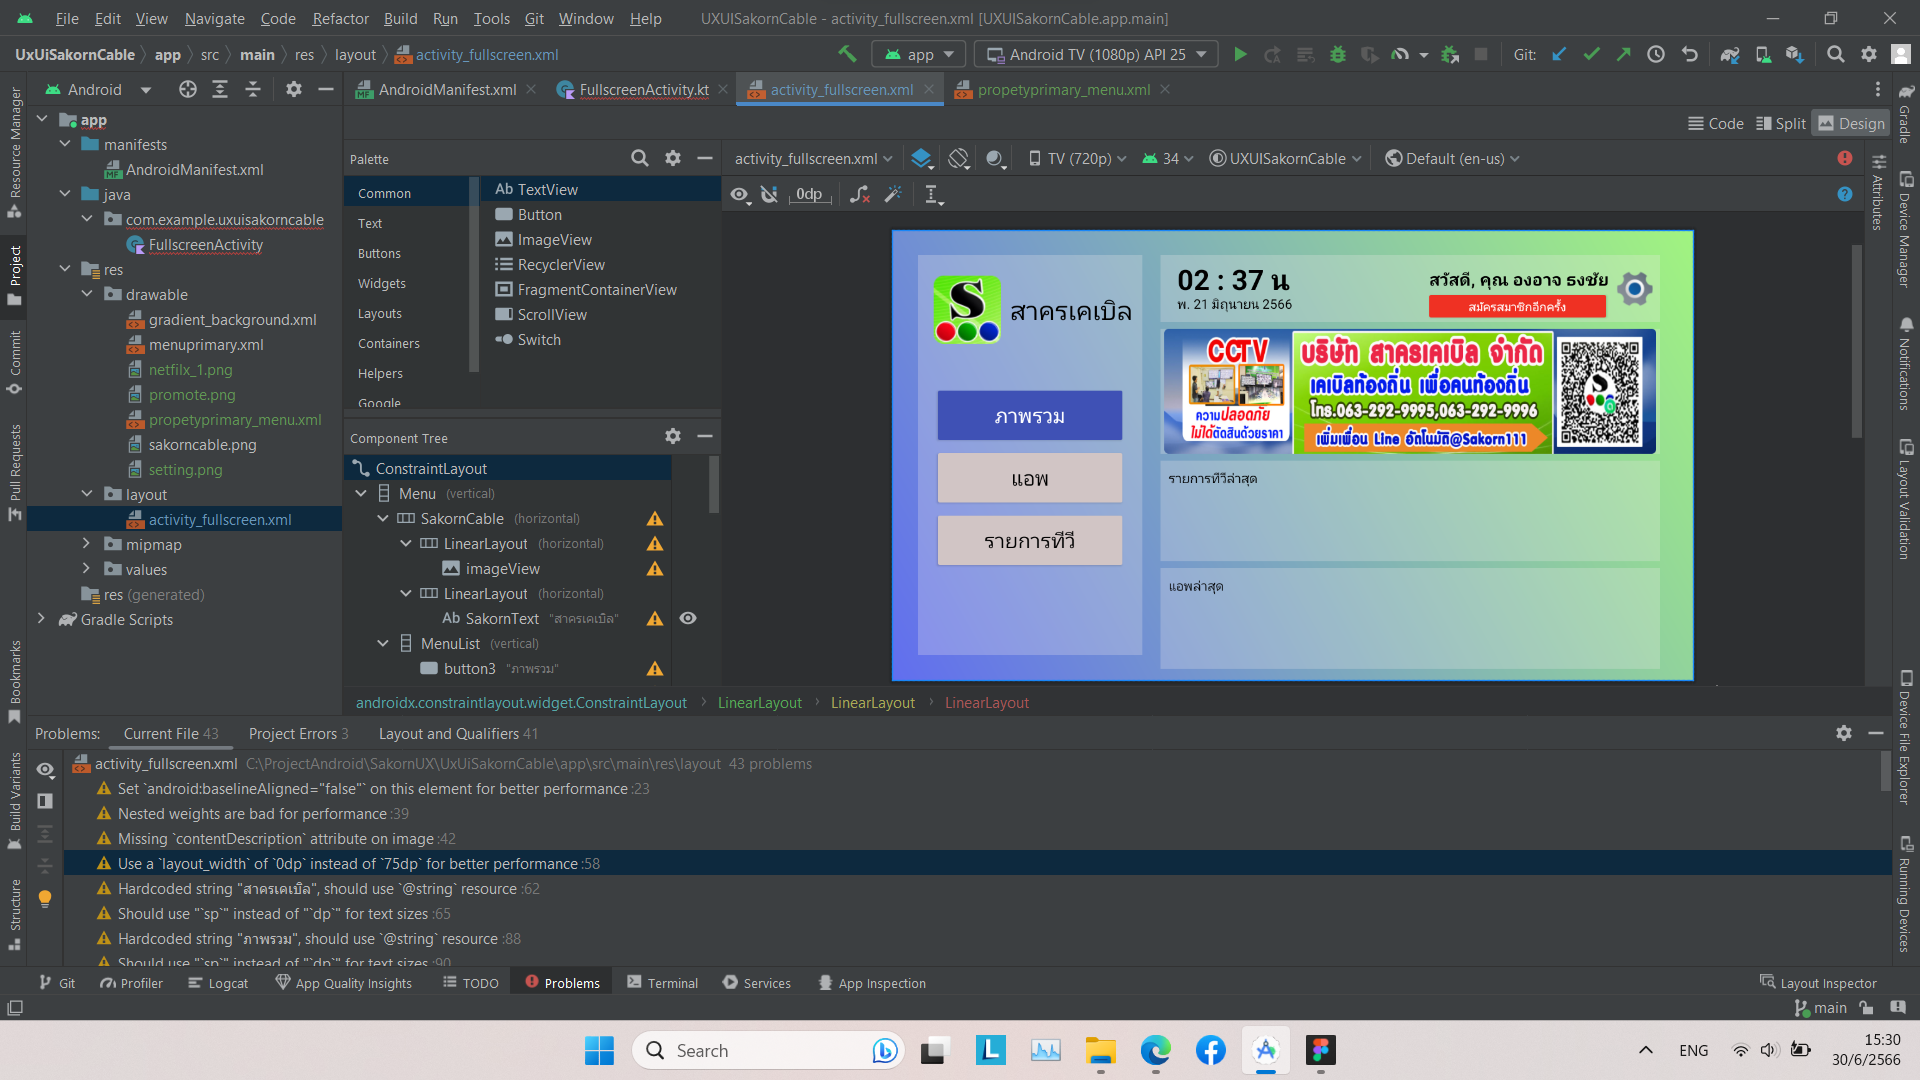 File Edit View Navigate Code Refactor Build Run Tools Git Window Help UXUISakornCable - activity_fullscreen.xml [UXUISakornCable.app.main]
UxUiSakornCable app src main res layout activity_fullscreen.xml app Android TV (1080p) API 25 Git:
Android
AndroidManifest.xml FullscreenActivity.kt activity_fullscreen.xml propetyprimary_menu.xml
Code Split Design
app
manifests
AndroidManifest.xml
java
com.example.uxuisakorncable
FullscreenActivity
res
drawable
gradient_background.xml
menuprimary.xml
netfilx_1.png
promote.png
propetyprimary_menu.xml
sakorncable.png
setting.png
layout
activity_fullscreen.xml
mipmap
values
res (generated)
Gradle Scripts
Resource Manager
Project
Commit
Pull Requests
Bookmarks
Build Variants
Structure
Palette
Common
Text
Buttons
Widgets
Layouts
Containers
Helpers
Google
Ab TextView
Button
ImageView
RecyclerView
FragmentContainerView
ScrollView
Switch
Component Tree
ConstraintLayout
Menu (vertical)
SakornCable (horizontal)
LinearLayout (horizontal)
imageView
LinearLayout (horizontal)
Ab SakornText "สาครเคเบิล"
MenuList (vertical)
button3 "ภาพรวม"
activity_fullscreen.xml TV (720p) 34 UXUISakornCable Default (en-us)
0dp
S
สาครเคเบิล
ภาพรวม
แอพ
รายการทีวี
02 : 37 น
พ. 21 มิถุนายน 2566
สวัสดี, คุณ องอาจ ธงชัย
สมัครสมาชิกอีกครั้ง
CCTV
ความปลอดภัย
ไม่ได้ตัดสินด้วยราคา
บริษัท สาครเคเบิล จำกัด
เคเบิลท้องถิ่น เพื่อคนท้องถิ่น
โทร.063-292-9995,063-292-9996
เพิ่มเพื่อน Line อัตโนมัติ@Sakorn111
รายการทีวีล่าสุด
แอพล่าสุด
androidx.constraintlayout.widget.ConstraintLayout LinearLayout LinearLayout LinearLayout
Gradle
Device Manager
Notifications
Layout Validation
Device File Explorer
Running Devices
Attributes
Problems: Current File 43 Project Errors 3 Layout and Qualifiers 41
activity_fullscreen.xml C:\ProjectAndroid\SakornUX\UxUiSakornCable\app\src\main\res\layout 43 problems
Set `android:baselineAligned="false"` on this element for better performance :23
Nested weights are bad for performance :39
Missing `contentDescription` attribute on image :42
Use a `layout_width` of `0dp` instead of `75dp` for better performance :58
Hardcoded string "สาครเคเบิล", should use `@string` resource :62
Should use "`sp`" instead of "`dp`" for text sizes :65
Hardcoded string "ภาพรวม", should use `@string` resource :88
Should use "`sp`" instead of "`dp`" for text sizes :90
Git Profiler Logcat App Quality Insights TODO Problems Terminal Services App Inspection Layout Inspector
main
Search
L
ENG
15:30
30/6/2566